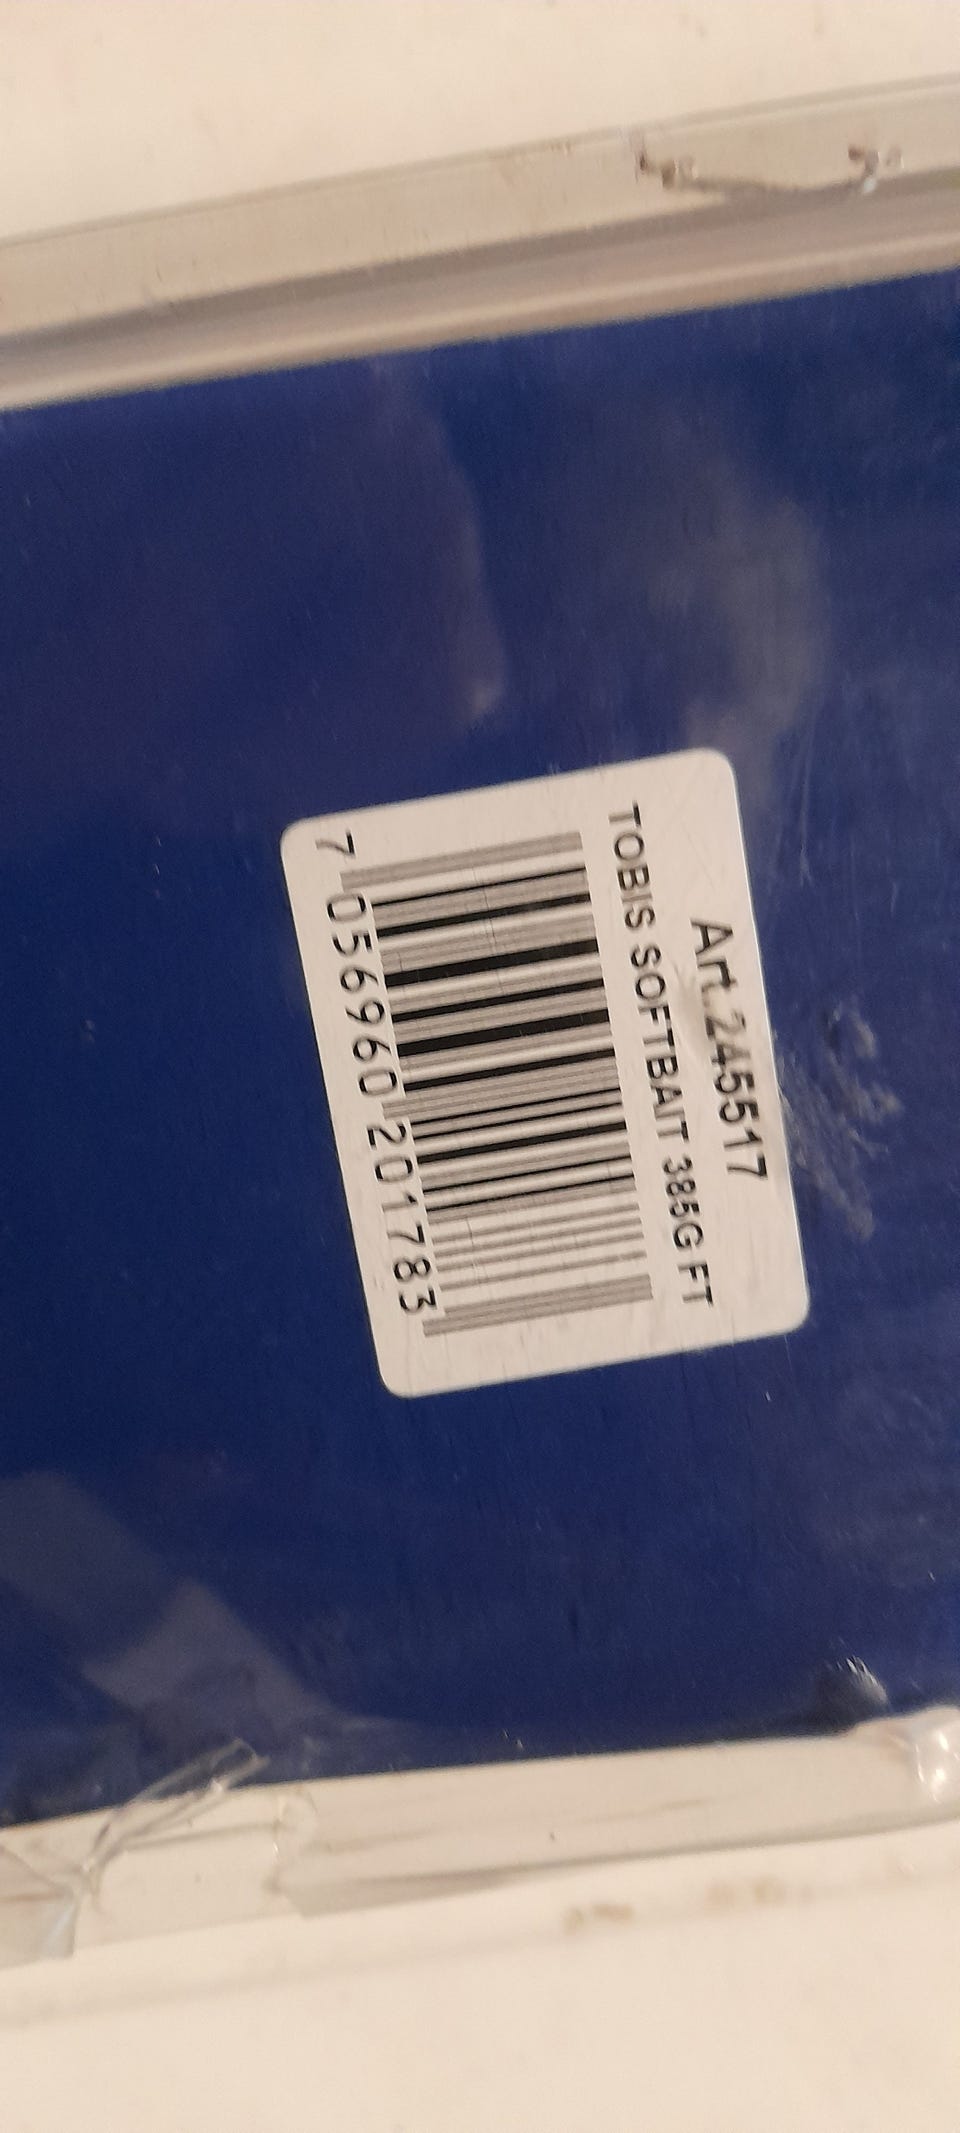 Art.245517
TOBIS SOFTBAIT 385G FT
7 056960 201783